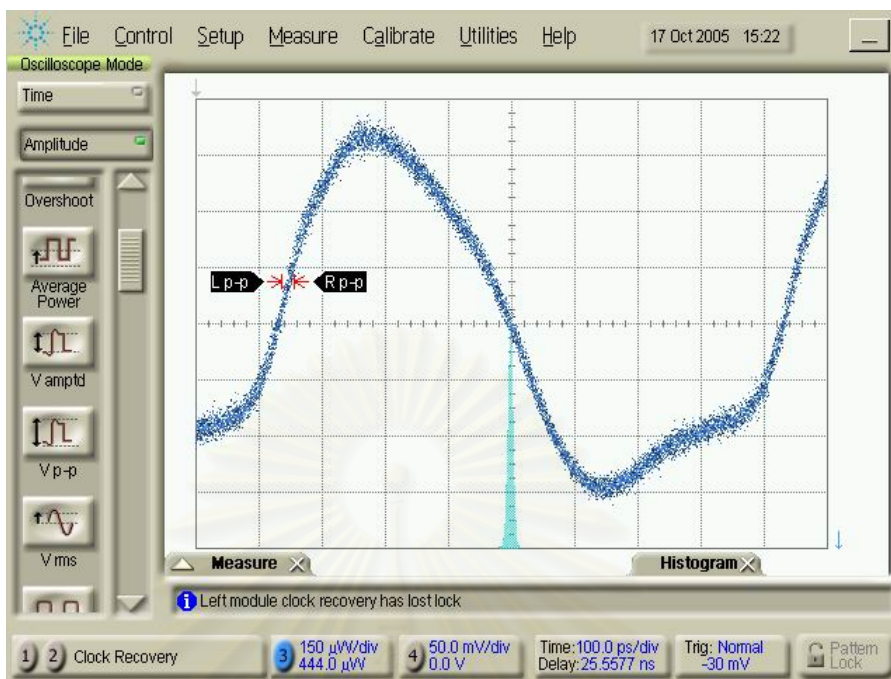 File Control Setup Measure Calibrate Utilities Help 17 Oct 2005 15:22
Oscilloscope Mode
Time
Amplitude
Overshoot
Average
Power
V amptd
V p-p
V rms
L p-p R p-p
Measure Histogram
Left module clock recovery has lost lock
1 2 Clock Recovery
3 150 µW/div
444.0 µW
4 50.0 mV/div
0.0 V
Time:100.0 ps/div
Delay:25.5577 ns
Trig: Normal
-30 mV
Pattern
Lock